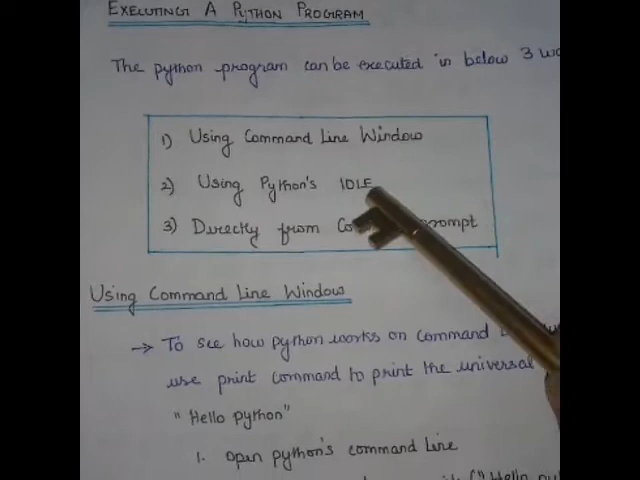 EXECUTING A PYTHON PROGRAM
The python program can be executed in below 3
1) Using Command Line Window
2) Using Python's IDLE
3) Directly from
Using Command Line Window
→ To see how python works on command
use print command to print the universal
"Hello python"
1. Open python's command line
("Hello